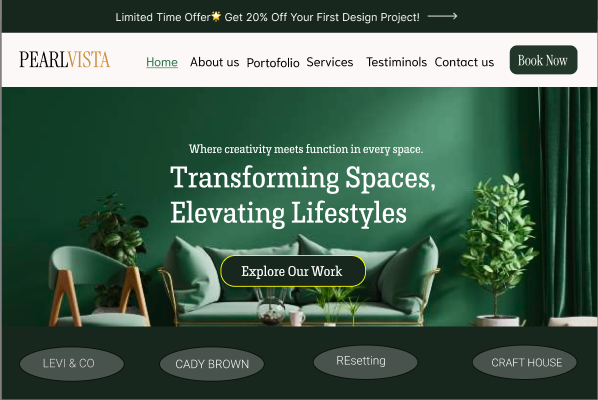 Limited Time Offer🌟 Get 20% Off Your First Design Project!
PEARLVISTA
Home About us Portofolio Services Testiminols Contact us Book Now
Where creativity meets function in every space.
Transforming Spaces,
Elevating Lifestyles
Explore Our Work
LEVI & CO CADY BROWN REsetting CRAFT HOUSE